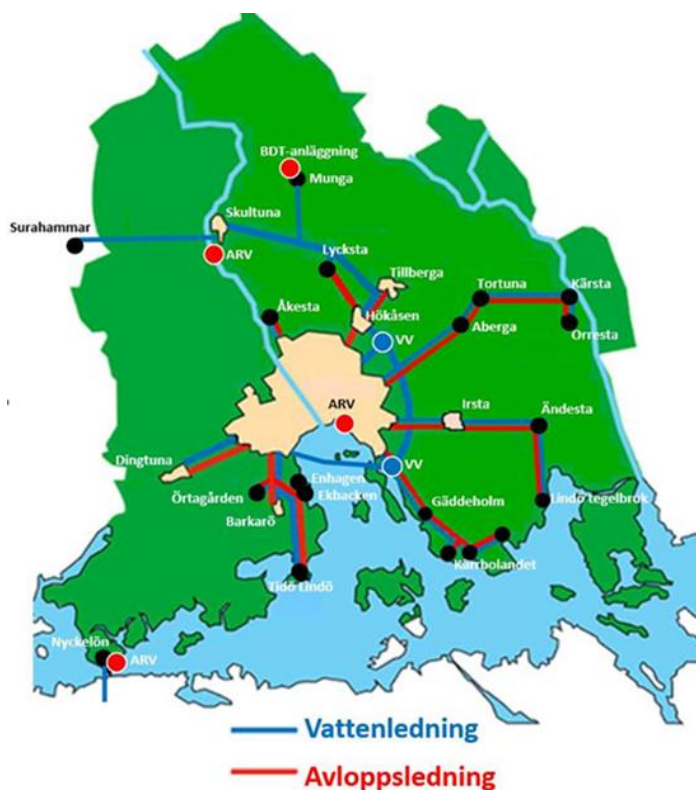 BDT-anläggning
Munga
Skultuna
Surahammar
ARV
Lycksta
Tillberga
Tortuna
Kärsta
Åkesta
Hökåsen
Aberga
Orresta
VV
ARV
Irsta
Ändesta
Dingtuna
VV
Enhagen
Örtagården
Ekbacken
Gäddeholm
Lindö tegelbruk
Barkarö
Kärrbolandet
Tidö Lindö
Nyckelön
ARV
Vattenledning
Avloppsledning